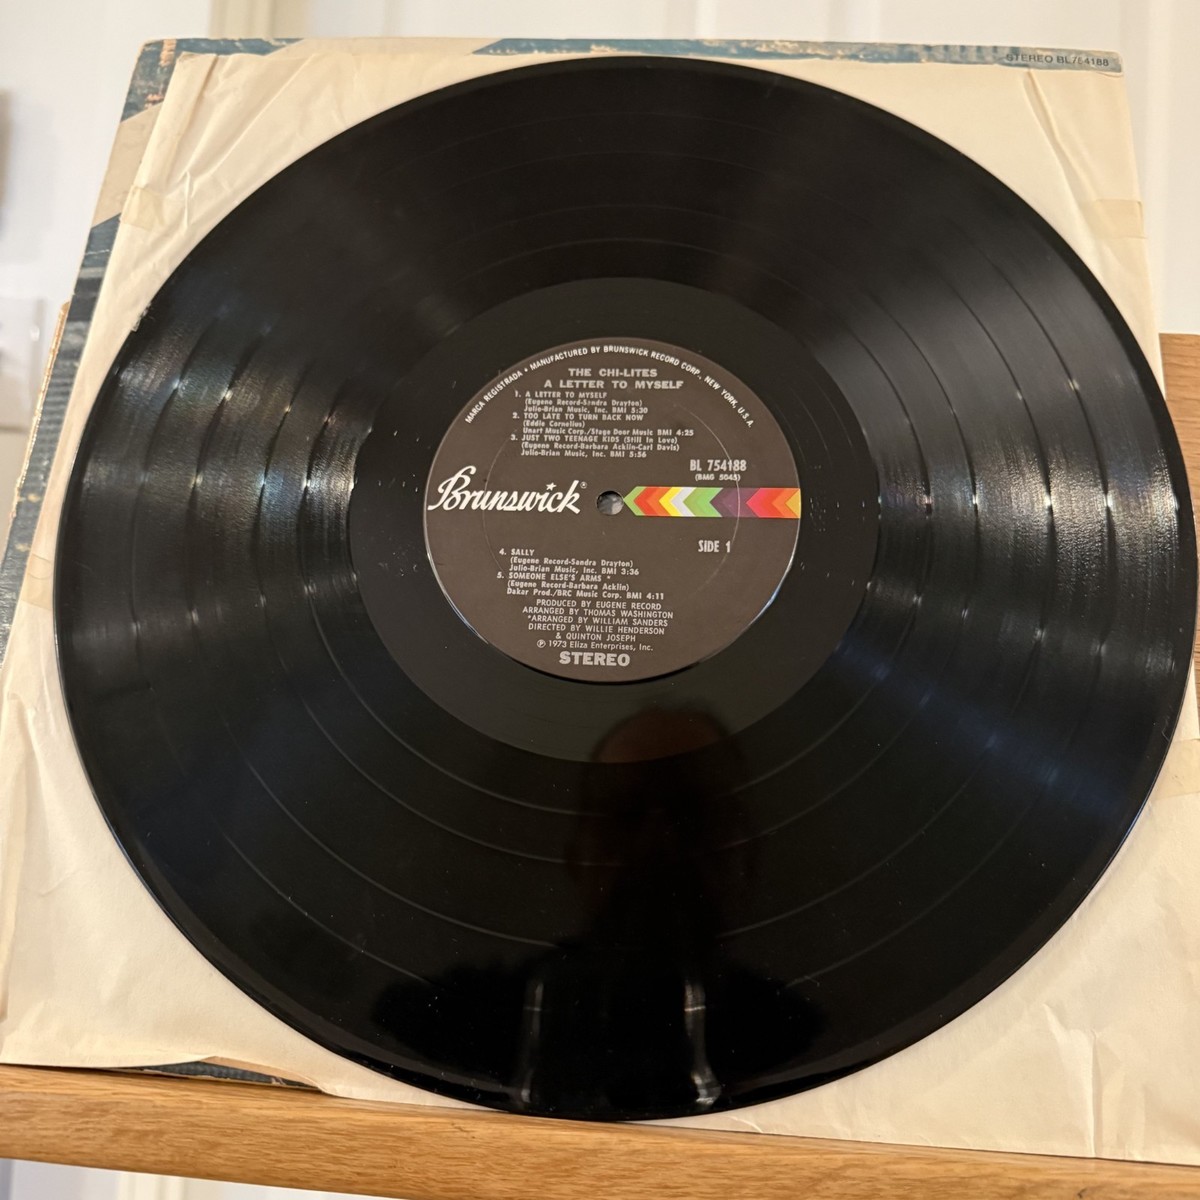 STEREO BL754188
MARCA REGISTRADA • MANUFACTURED BY BRUNSWICK RECORD CORP., NEW YORK, U.S.A.
THE CHI-LITES
A LETTER TO MYSELF
1. A LETTER TO MYSELF
(Eugene Record-Sandra Drayton)
Julio-Brian Music, Inc. BMI 5:30
2. TOO LATE TO TURN BACK NOW
(Eddie Cornelius)
Unart Music Corp./Stage Door Music BMI 4:25
3. JUST TWO TEENAGE KIDS (Still In Love)
(Eugene Record-Barbara Acklin-Carl Davis)
Julio-Brian Music, Inc. BMI 5:56
BL 754188
(BMG 5045)
Brunswick®
SIDE 1
4. SALLY
(Eugene Record-Sandra Drayton)
Julio-Brian Music, Inc. BMI 3:36
5. SOMEONE ELSE'S ARMS *
(Eugene Record-Barbara Acklin)
Dakar Prod./BRC Music Corp. BMI 4:11
PRODUCED BY EUGENE RECORD
ARRANGED BY THOMAS WASHINGTON
*ARRANGED BY WILLIAM SANDERS
DIRECTED BY WILLIE HENDERSON
& QUINTON JOSEPH
℗ 1973 Eliza Enterprises, Inc.
STEREO